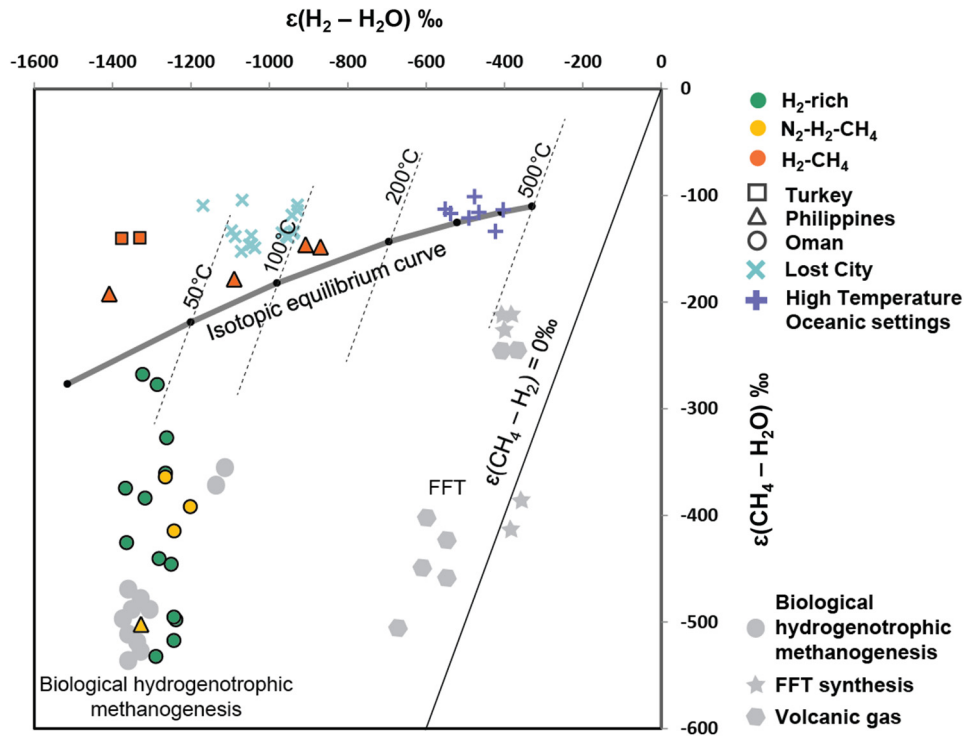 ε(H₂ – H₂O) ‰
-1600 -1400 -1200 -1000 -800 -600 -400 -200 0
0
-100
-200
-300
-400
-500
-600
ε(CH₄ – H₂O) ‰
50°C
100°C
200°C
500°C
Isotopic equilibrium curve
ε(CH₄ – H₂) = 0‰
FFT
Biological hydrogenotrophic
methanogenesis
H₂-rich
N₂-H₂-CH₄
H₂-CH₄
Turkey
Philippines
Oman
Lost City
High Temperature
Oceanic settings
Biological
hydrogenotrophic
methanogenesis
FFT synthesis
Volcanic gas